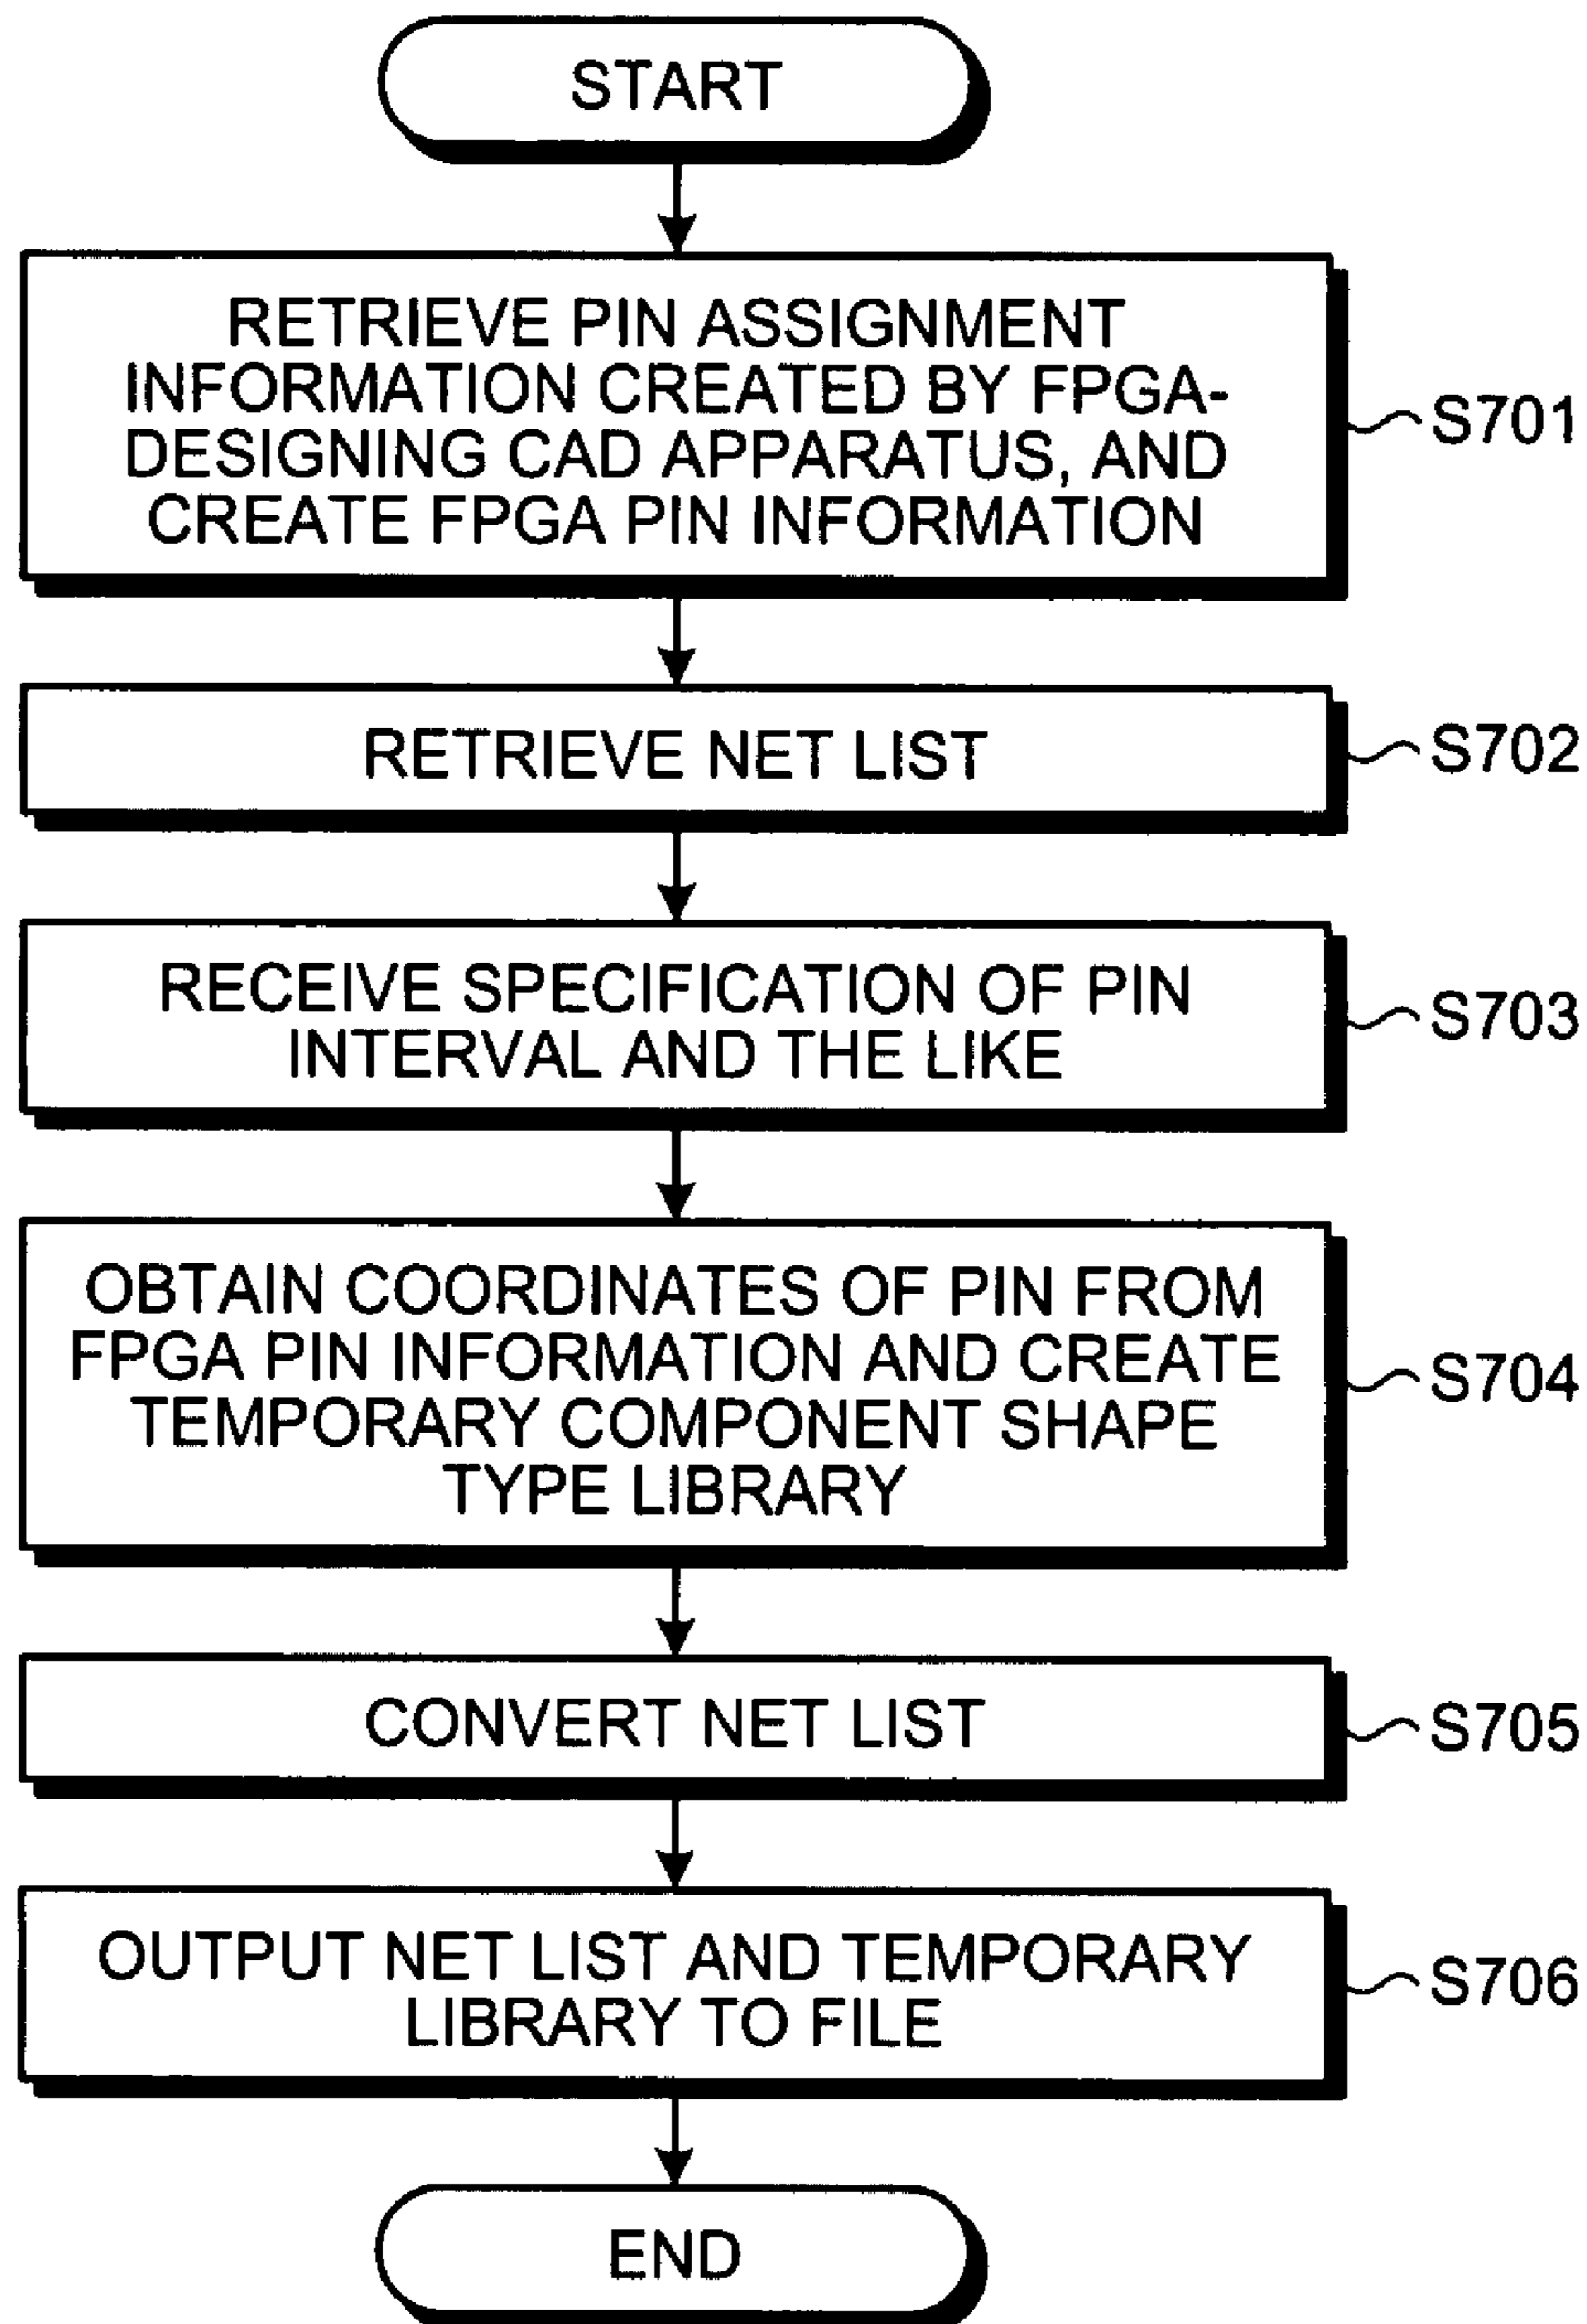 START
RETRIEVE PIN ASSIGNMENT
INFORMATION CREATED BY FPGA-
DESIGNING CAD APPARATUS, AND
CREATE FPGA PIN INFORMATION
S701
RETRIEVE NET LIST
S702
RECEIVE SPECIFICATION OF PIN
INTERVAL AND THE LIKE
S703
OBTAIN COORDINATES OF PIN FROM
FPGA PIN INFORMATION AND CREATE
TEMPORARY COMPONENT SHAPE
TYPE LIBRARY
S704
CONVERT NET LIST
S705
OUTPUT NET LIST AND TEMPORARY
LIBRARY TO FILE
S706
END